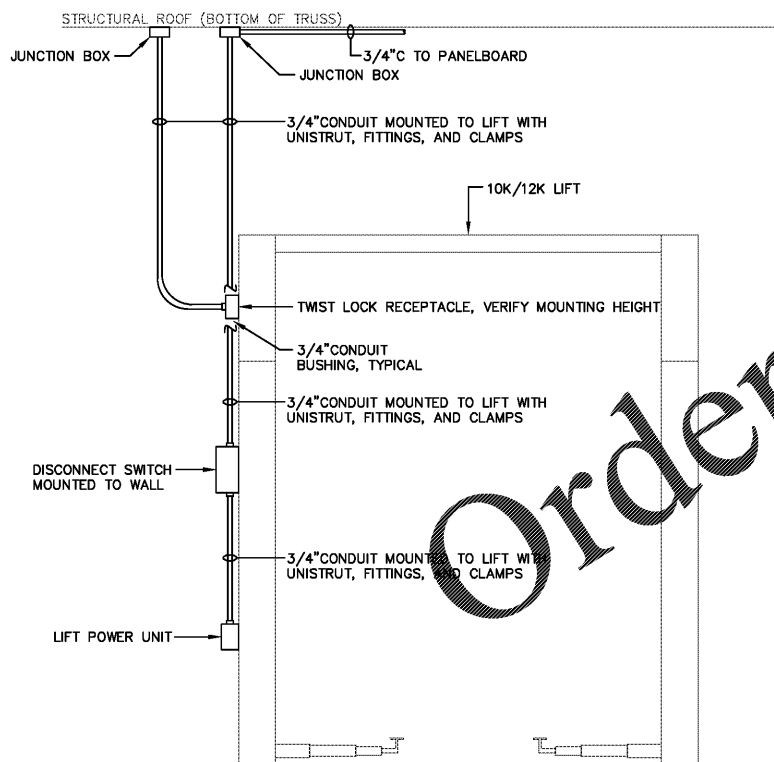 STRUCTURAL ROOF (BOTTOM OF TRUSS)
JUNCTION BOX
3/4"C TO PANELBOARD
JUNCTION BOX
3/4"CONDUIT MOUNTED TO LIFT WITH
UNISTRUT, FITTINGS, AND CLAMPS
10K/12K LIFT
TWIST LOCK RECEPTACLE, VERIFY MOUNTING HEIGHT
3/4"CONDUIT
BUSHING, TYPICAL
3/4"CONDUIT MOUNTED TO LIFT WITH
UNISTRUT, FITTINGS, AND CLAMPS
DISCONNECT SWITCH
MOUNTED TO WALL
3/4"CONDUIT MOUNTED TO LIFT WITH
UNISTRUT, FITTINGS, AND CLAMPS
LIFT POWER UNIT
Order